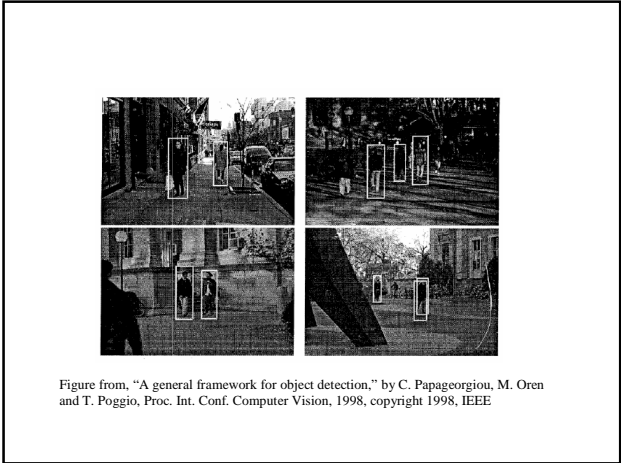 Figure from, “A general framework for object detection,” by C. Papageorgiou, M. Oren
and T. Poggio, Proc. Int. Conf. Computer Vision, 1998, copyright 1998, IEEE